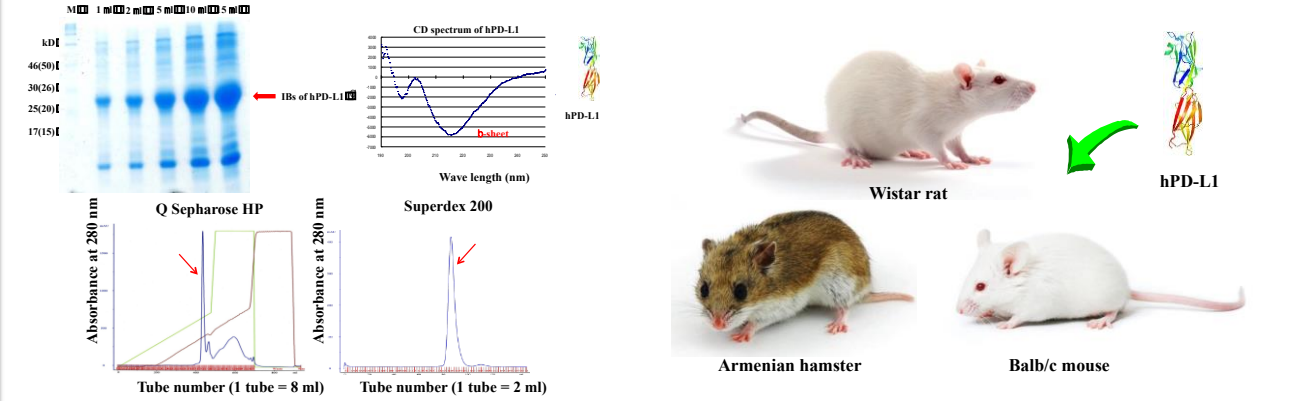 M 1 ml 2 ml 5 ml 10 ml 5 ml
kD
46(50)
30(26)
25(20)
17(15)
IBs of hPD-L1
CD spectrum of hPD-L1
b-sheet
Wave length (nm)
hPD-L1
Q Sepharose HP
Absorbance at 280 nm
Tube number (1 tube = 8 ml)
Superdex 200
Absorbance at 280 nm
Tube number (1 tube = 2 ml)
Wistar rat
hPD-L1
Armenian hamster
Balb/c mouse